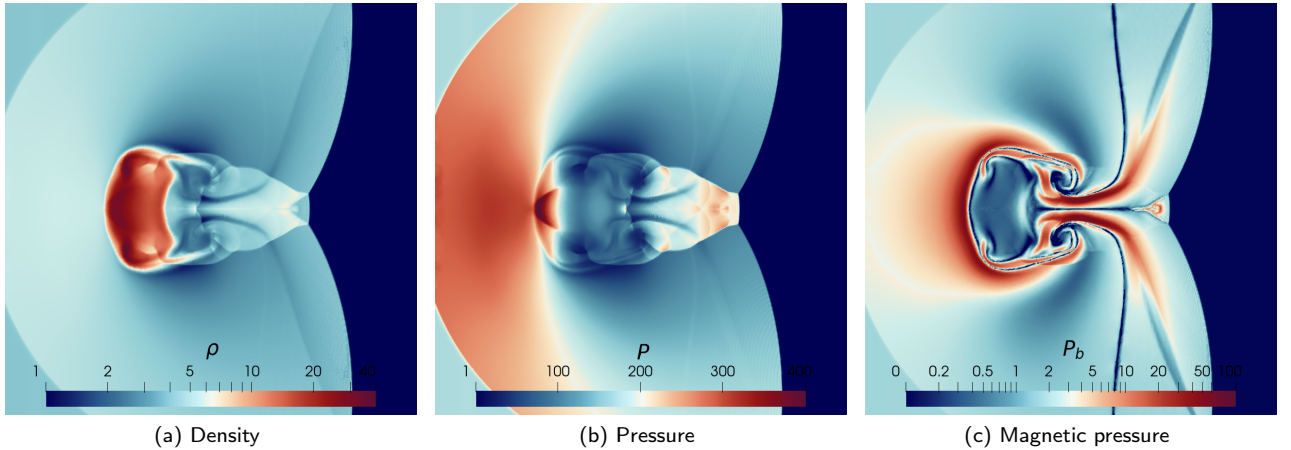 ρ
1 2 5 10 20 40
(a) Density
P
1 100 200 300 400
(b) Pressure
P_b
0 0.2 0.5 1 2 5 10 20 50 100
(c) Magnetic pressure